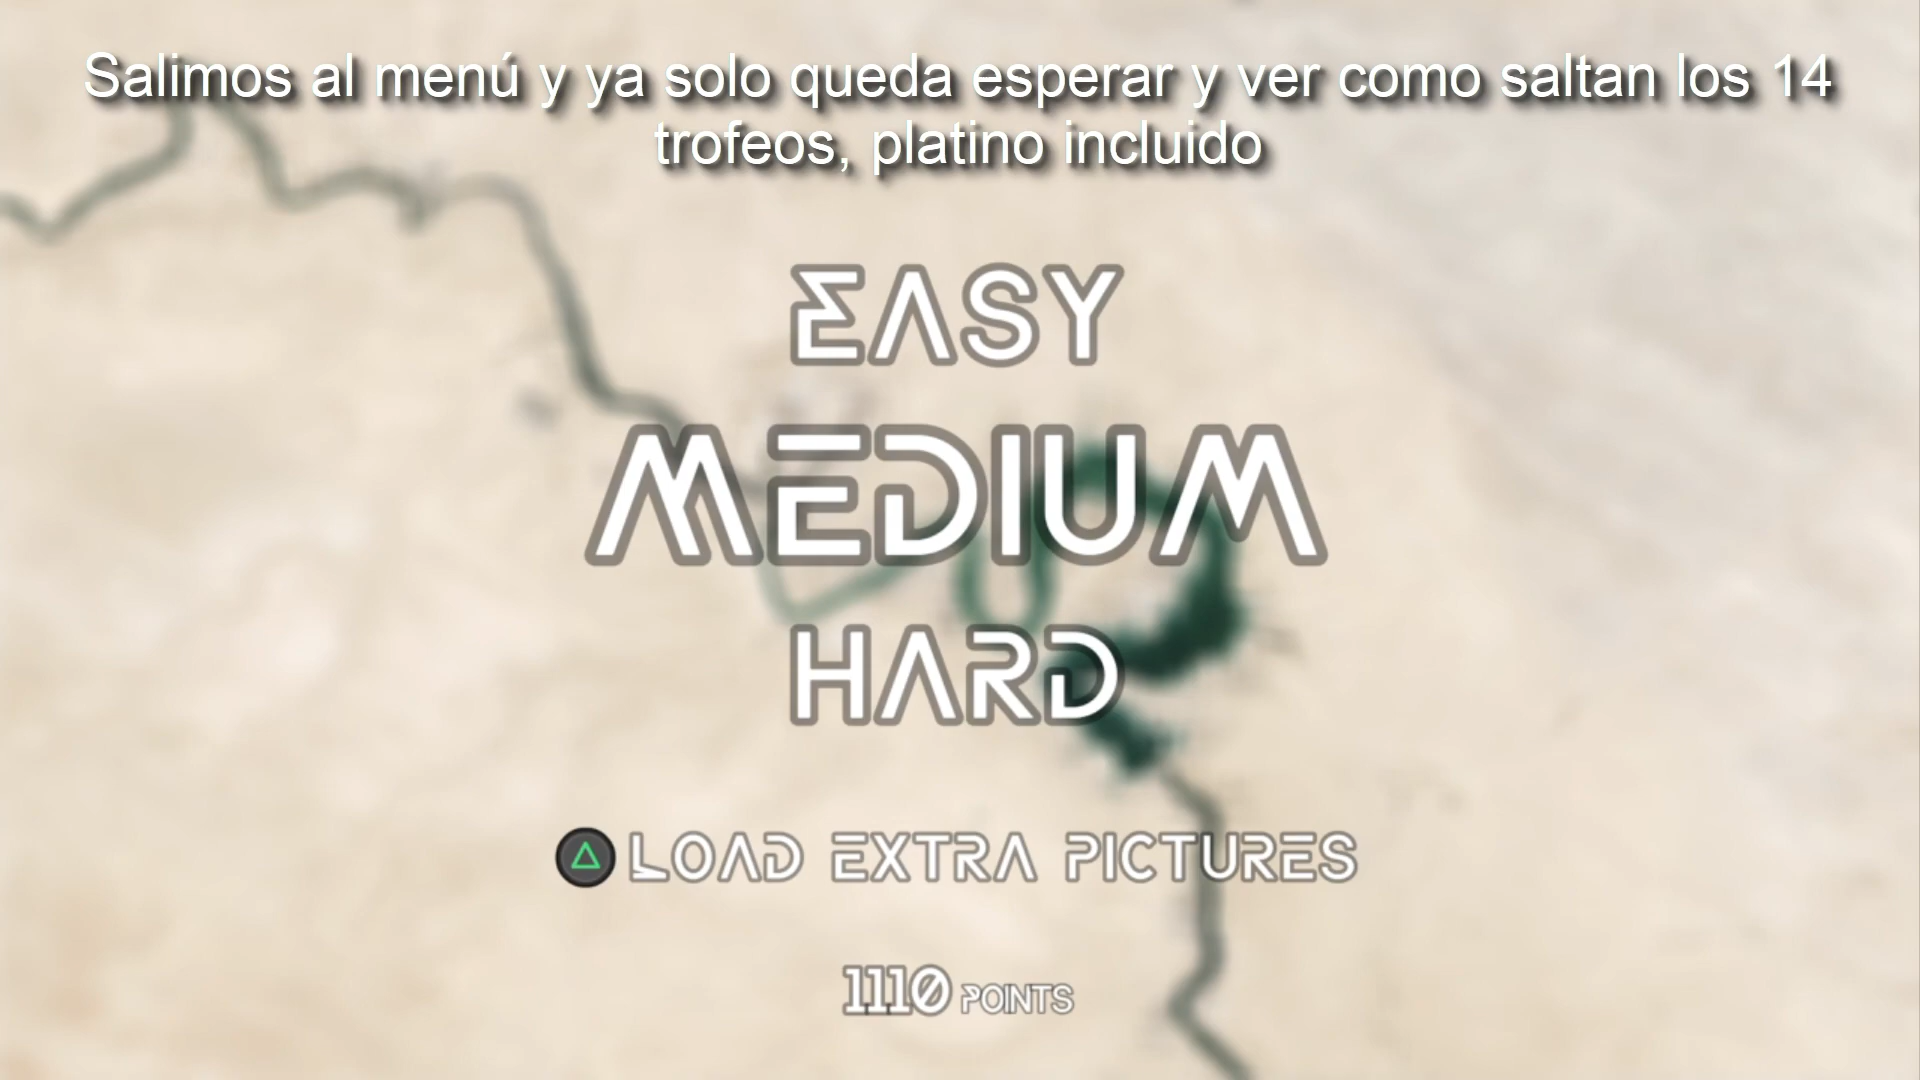 Salimos al menú y ya solo queda esperar y ver como saltan los 14
trofeos, platino incluido
EASY
MEDIUM
HARD
LOAD EXTRA PICTURES
1110 POINTS